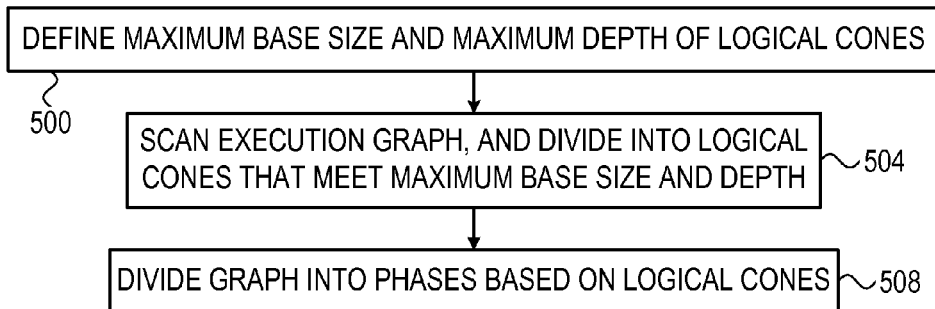 DEFINE MAXIMUM BASE SIZE AND MAXIMUM DEPTH OF LOGICAL CONES
500
SCAN EXECUTION GRAPH, AND DIVIDE INTO LOGICAL
CONES THAT MEET MAXIMUM BASE SIZE AND DEPTH
504
DIVIDE GRAPH INTO PHASES BASED ON LOGICAL CONES
508